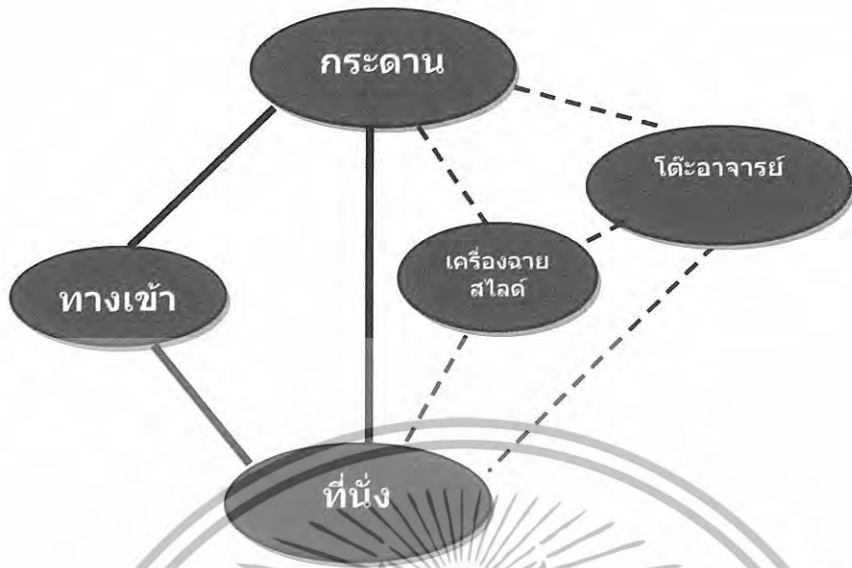 กระดาน
โต๊ะอาจารย์
เครื่องฉาย
สไลด์
ทางเข้า
ที่นั่ง